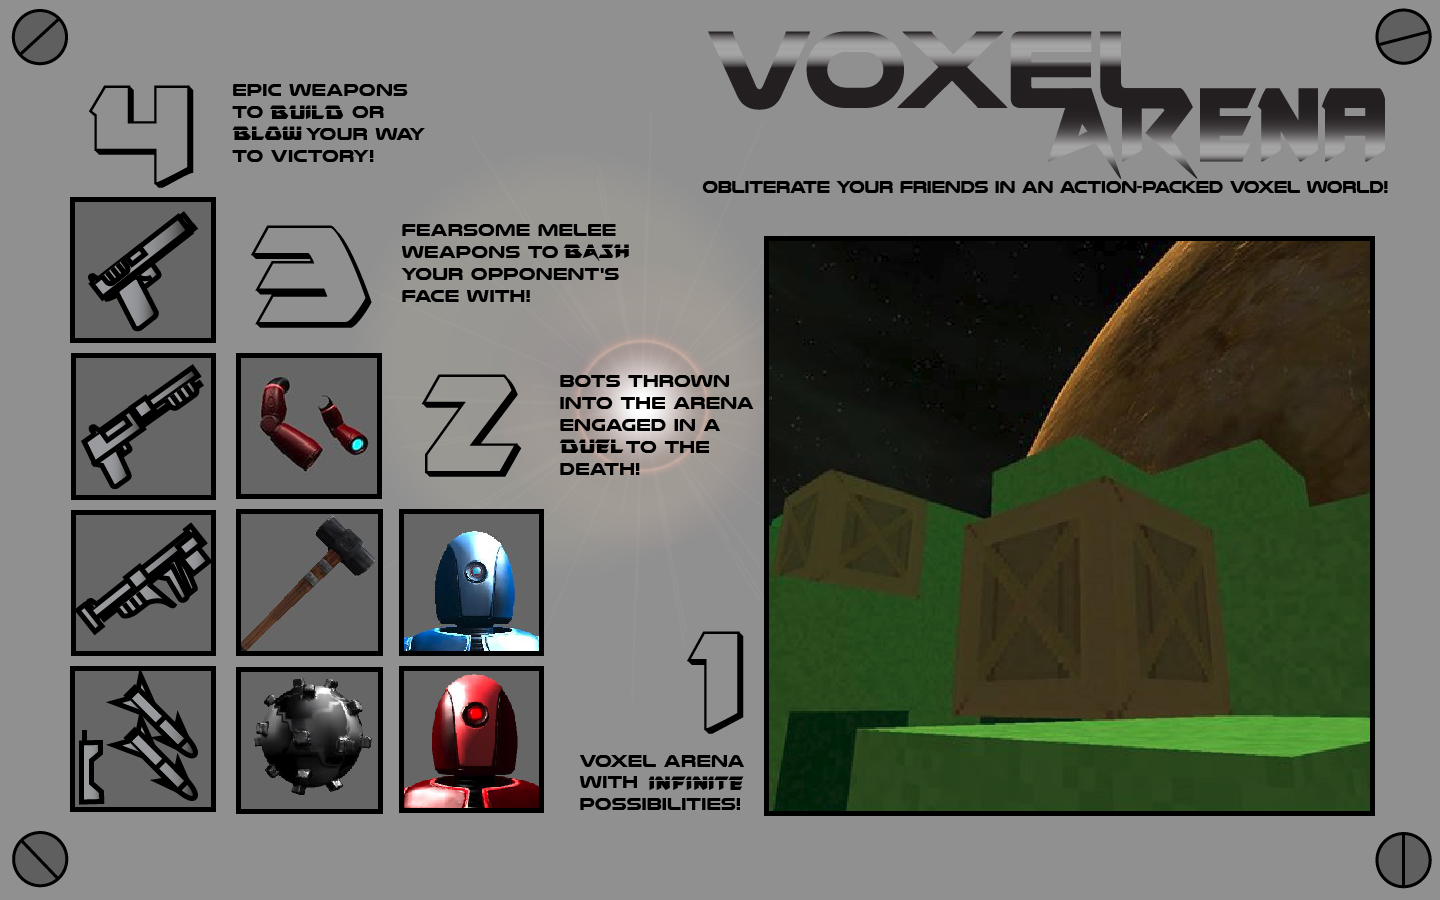 VOXEL
ARENA
OBLITERATE YOUR FRIENDS IN AN ACTION-PACKED VOXEL WORLD!
4
EPIC WEAPONS
TO BUILD OR
BLOW YOUR WAY
TO VICTORY!
3
FEARSOME MELEE
WEAPONS TO BASH
YOUR OPPONENT'S
FACE WITH!
2
BOTS THROWN
INTO THE ARENA
ENGAGED IN A
DUEL TO THE
DEATH!
1
VOXEL ARENA
WITH INFINITE
POSSIBILITIES!